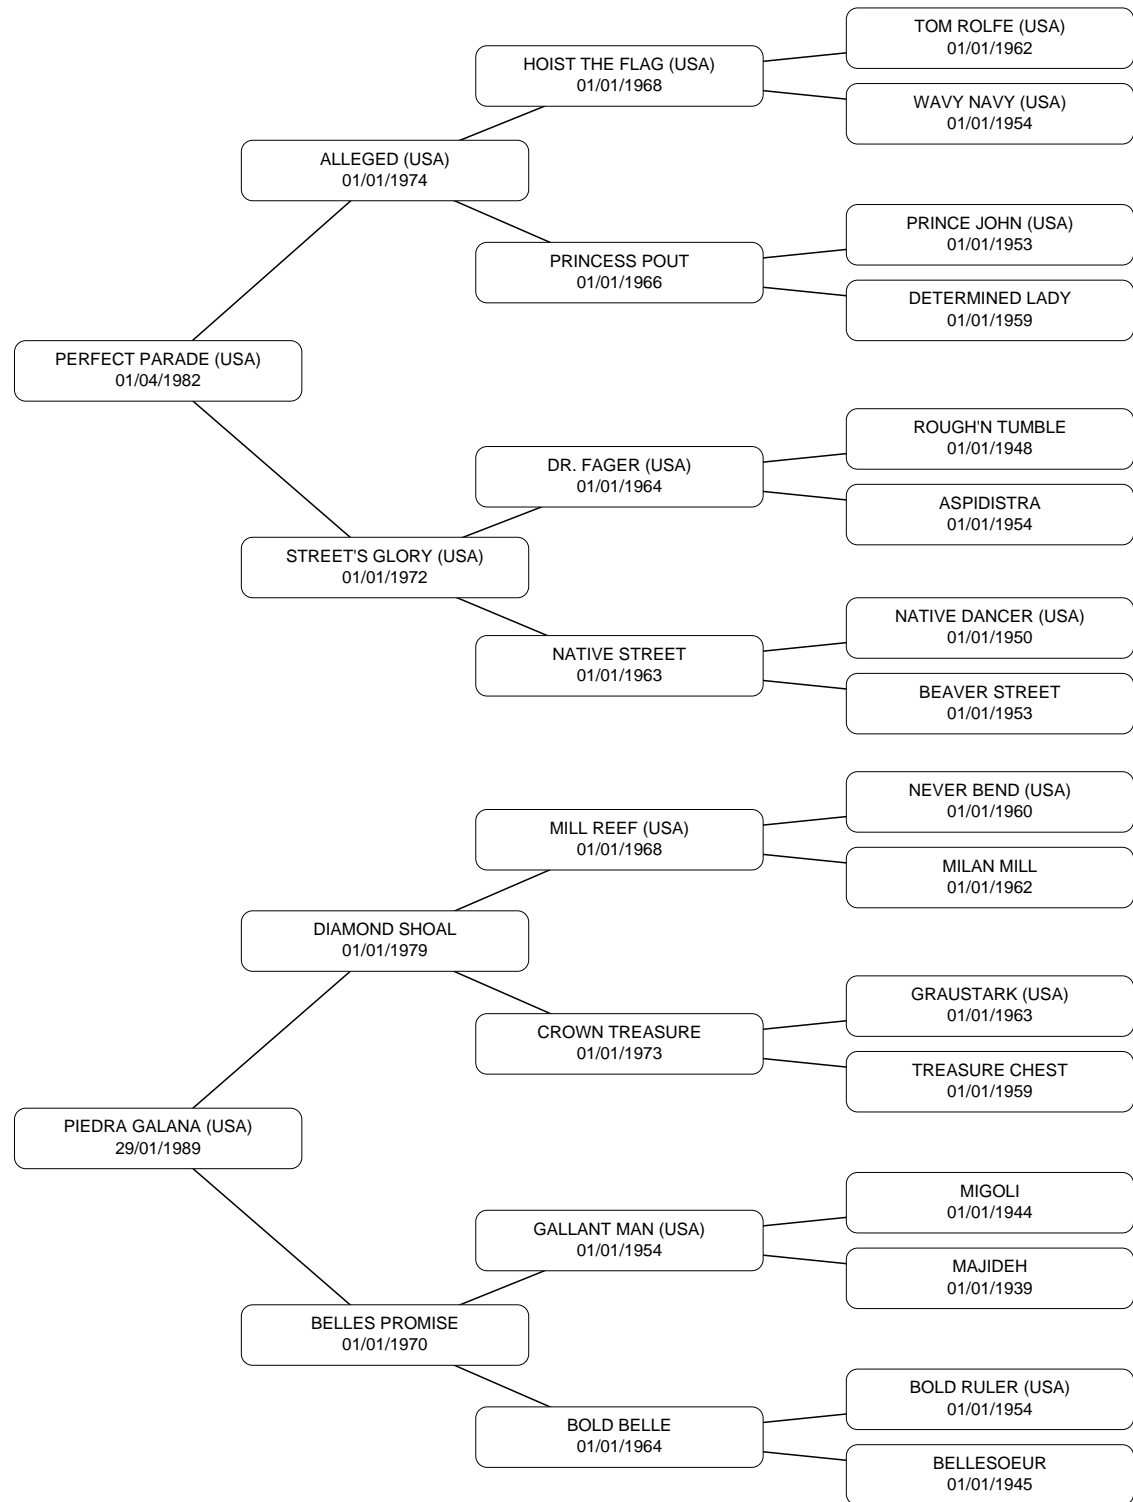 TOM ROLFE (USA)
01/01/1962
HOIST THE FLAG (USA)
01/01/1968
WAVY NAVY (USA)
01/01/1954
ALLEGED (USA)
01/01/1974
PRINCE JOHN (USA)
01/01/1953
PRINCESS POUT
01/01/1966
DETERMINED LADY
01/01/1959
PERFECT PARADE (USA)
01/04/1982
ROUGH'N TUMBLE
01/01/1948
DR. FAGER (USA)
01/01/1964
ASPIDISTRA
01/01/1954
STREET'S GLORY (USA)
01/01/1972
NATIVE DANCER (USA)
01/01/1950
NATIVE STREET
01/01/1963
BEAVER STREET
01/01/1953
NEVER BEND (USA)
01/01/1960
MILL REEF (USA)
01/01/1968
MILAN MILL
01/01/1962
DIAMOND SHOAL
01/01/1979
GRAUSTARK (USA)
01/01/1963
CROWN TREASURE
01/01/1973
TREASURE CHEST
01/01/1959
PIEDRA GALANA (USA)
29/01/1989
MIGOLI
01/01/1944
GALLANT MAN (USA)
01/01/1954
MAJIDEH
01/01/1939
BELLES PROMISE
01/01/1970
BOLD RULER (USA)
01/01/1954
BOLD BELLE
01/01/1964
BELLESOEUR
01/01/1945